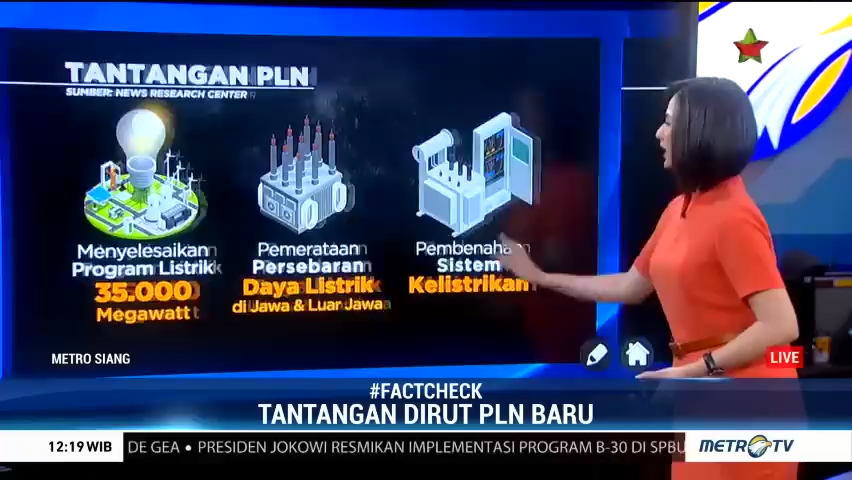 TANTANGAN PLN
SUMBER: NEWS RESEARCH CENTER
Menyelesaikan
Program Listrik
35.000
Megawatt
Pemerataan
Persebaran
Daya Listrik
di Jawa & Luar Jawa
Pembenahan
Sistem
Kelistrikan
METRO SIANG
LIVE
#FACTCHECK
TANTANGAN DIRUT PLN BARU
12:19 WIB
DE GEA • PRESIDEN JOKOWI RESMIKAN IMPLEMENTASI PROGRAM B-30 DI SPBU
METRO TV